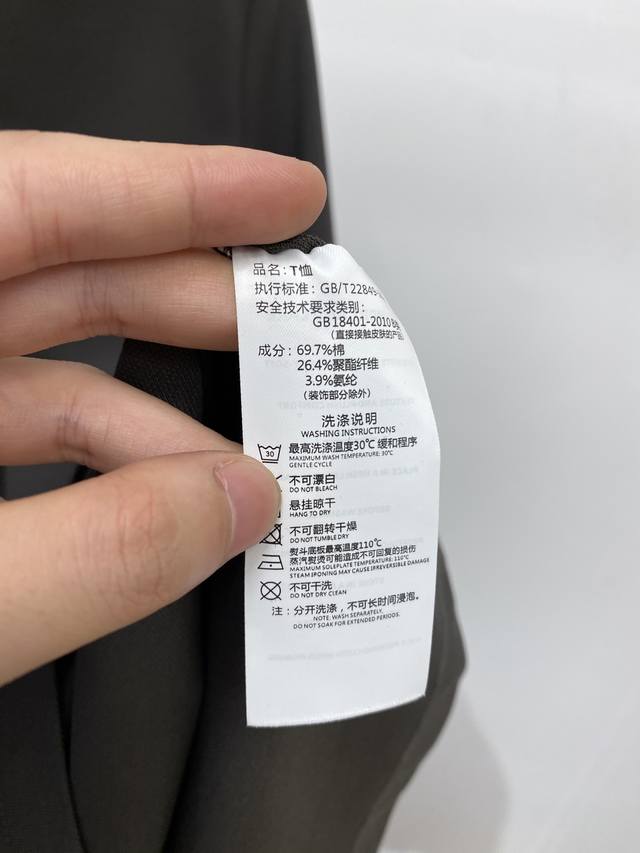 品名: T恤
执行标准: GB/T22849
安全技术要求类别:
GB18401-2010B
(直接接触皮肤的产
成分: 69.7%棉
26.4%聚酯纤维
3.9%氨纶
(装饰部分除外)
洗涤说明
WASHING INSTRUCTIONS
30
最高洗涤温度30℃ 缓和程序
MAXIMUM WASH TEMPERATURE: 30℃
GENTLE CYCLE
不可漂白
DO NOT BLEACH
悬挂晾干
HANG TO DRY
不可翻转干燥
DO NOT TUMBLE DRY
熨斗底板最高温度110℃
蒸汽熨烫可能造成不可回复的损伤
MAXIMUM SOLEPLATE TEMPERATURE: 110℃
STEAM IRONING MAY CAUSE IRREVERSIBLE DAMAGE
不可干洗
DO NOT DRY CLEAN
注: 分开洗涤，不可长时间浸泡。
NOTE: WASH SEPARATELY,
DO NOT SOAK FOR EXTENDED PERIODS.